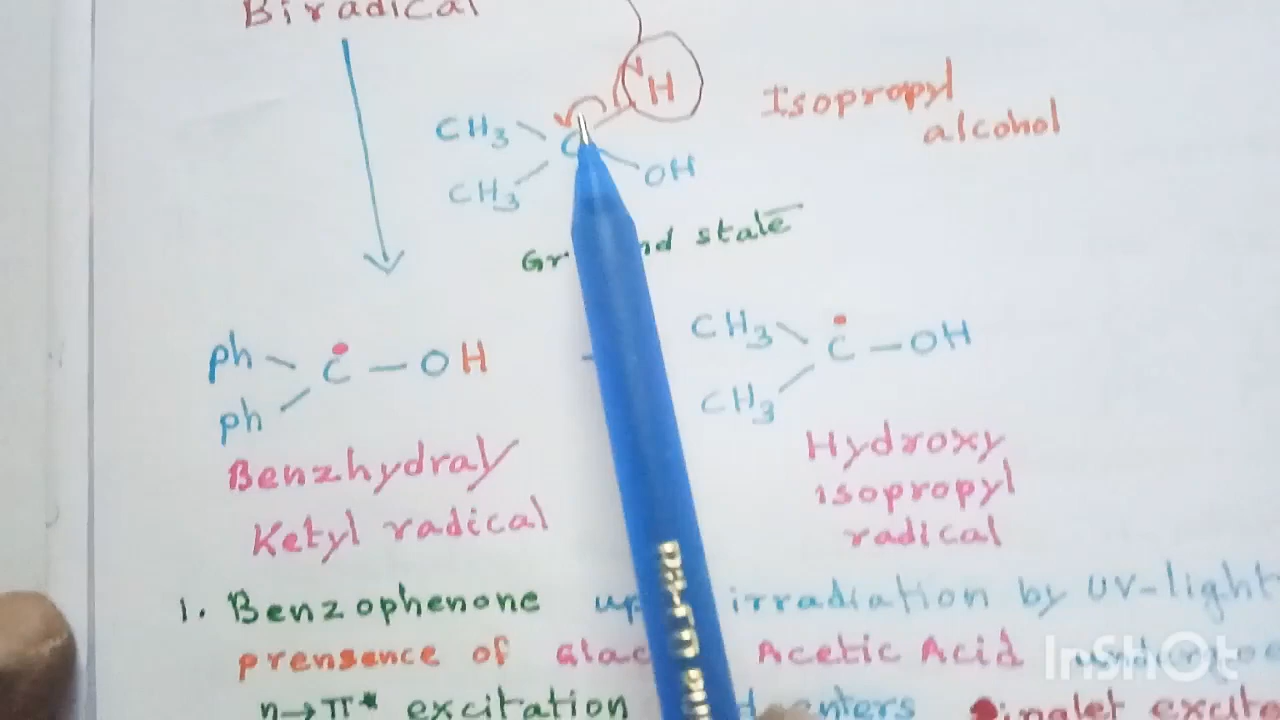 Biradical
H
Isopropyl
alcohol
CH3
C
CH3
OH
state
Ph
Ċ — OH
Ph
CH3
Ċ — OH
CH3
Benzhydral
Ketyl radical
Hydroxy
isopropyl
radical
1. Benzophenone irradiation by UV-light
prensence of Acetic Acid
n→π* excitation
InShOt